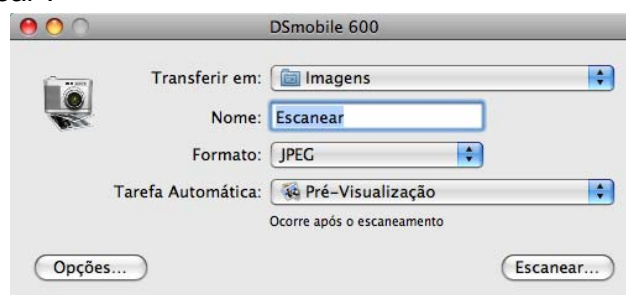 DSmobile 600
Transferir em: Imagens
Nome: Escanear
Formato: JPEG
Tarefa Automática: Pré-Visualização
Ocorre após o escaneamento
Opções... Escanear...